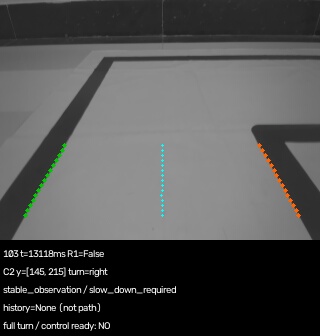 103 t=13118ms R1=False
C2 y=[145, 215] turn=right
stable_observation / slow_down_required
history=None (not path)
full turn / control ready: NO